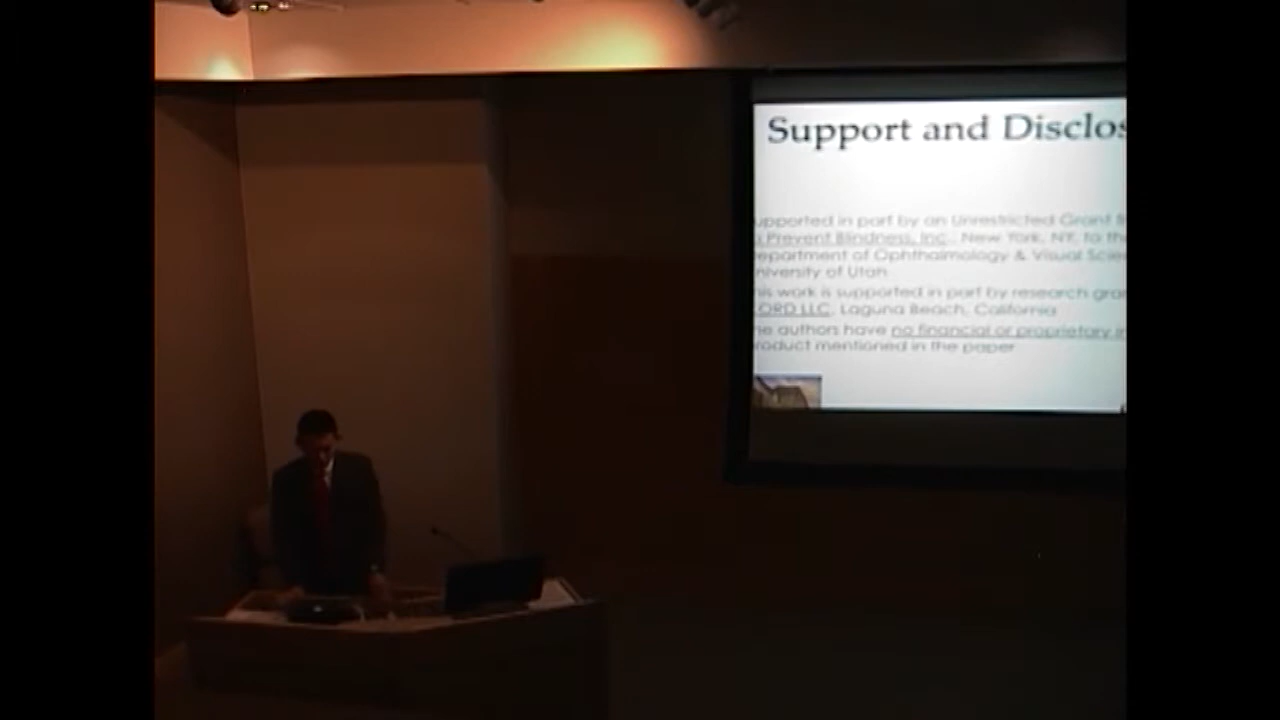 Support and Disclos
upported in part by an Unrestricted Grant f
o Prevent Blindness, Inc., New York, NY, to th
epartment of Ophthalmology & Visual Scie
niversity of Utah
his work is supported in part by research gra
LORD LLC, Laguna Beach, California
he authors have no financial or proprietary i
roduct mentioned in the paper